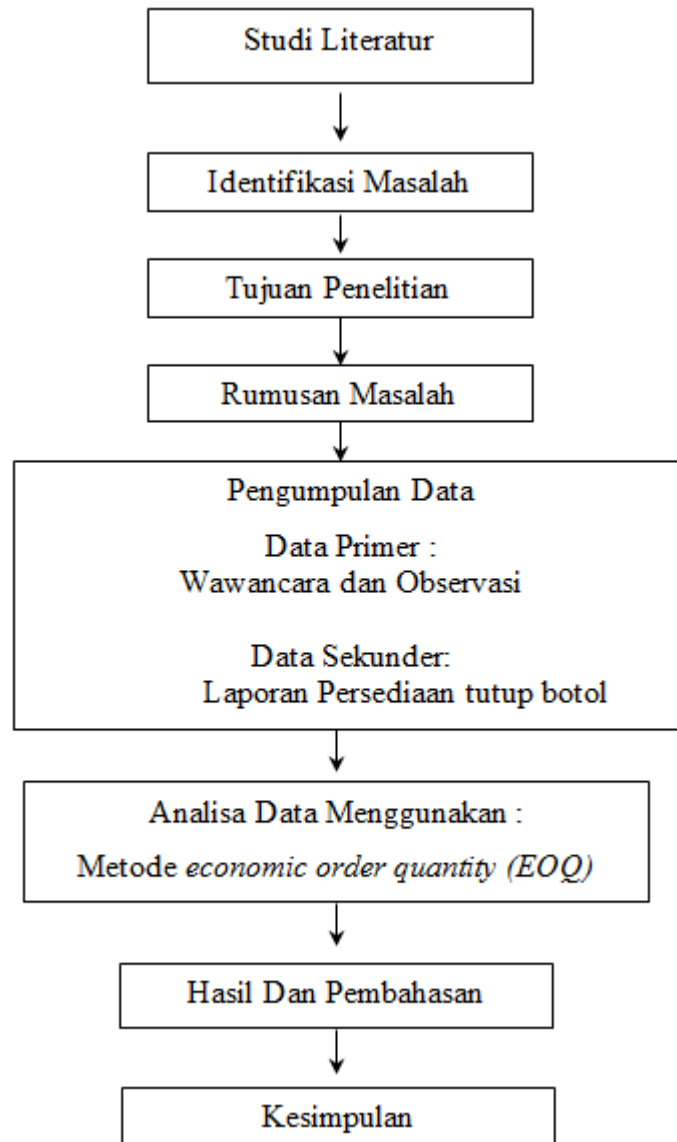 Studi Literatur
Identifikasi Masalah
Tujuan Penelitian
Rumusan Masalah
Pengumpulan Data
Data Primer :
Wawancara dan Observasi
Data Sekunder:
Laporan Persediaan tutup botol
Analisa Data Menggunakan :
Metode economic order quantity (EOQ)
Hasil Dan Pembahasan
Kesimpulan